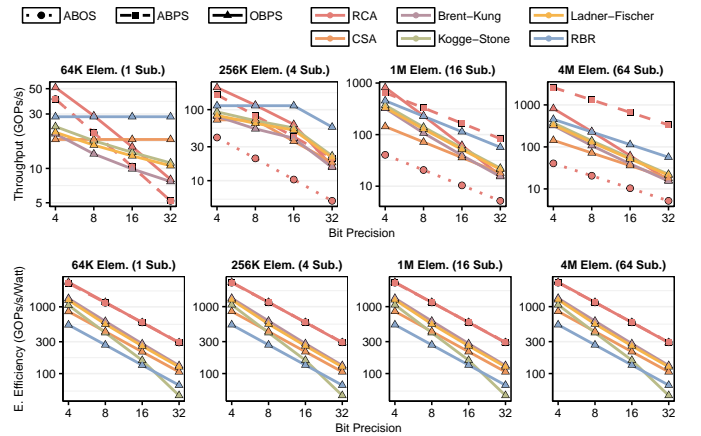 ABOS ABPS OBPS RCA Brent−Kung Ladner−Fischer
CSA Kogge−Stone RBR
64K Elem. (1 Sub.) 256K Elem. (4 Sub.) 1M Elem. (16 Sub.) 4M Elem. (64 Sub.)
Throughput (GOPs/s)
50
30
10
5
100
30
10
1000
100
10
1000
100
10
4 8 16 32 4 8 16 32 4 8 16 32 4 8 16 32
Bit Precision
64K Elem. (1 Sub.) 256K Elem. (4 Sub.) 1M Elem. (16 Sub.) 4M Elem. (64 Sub.)
E. Efficiency (GOPs/s/Watt)
1000
300
100
1000
300
100
1000
300
100
1000
300
100
4 8 16 32 4 8 16 32 4 8 16 32 4 8 16 32
Bit Precision